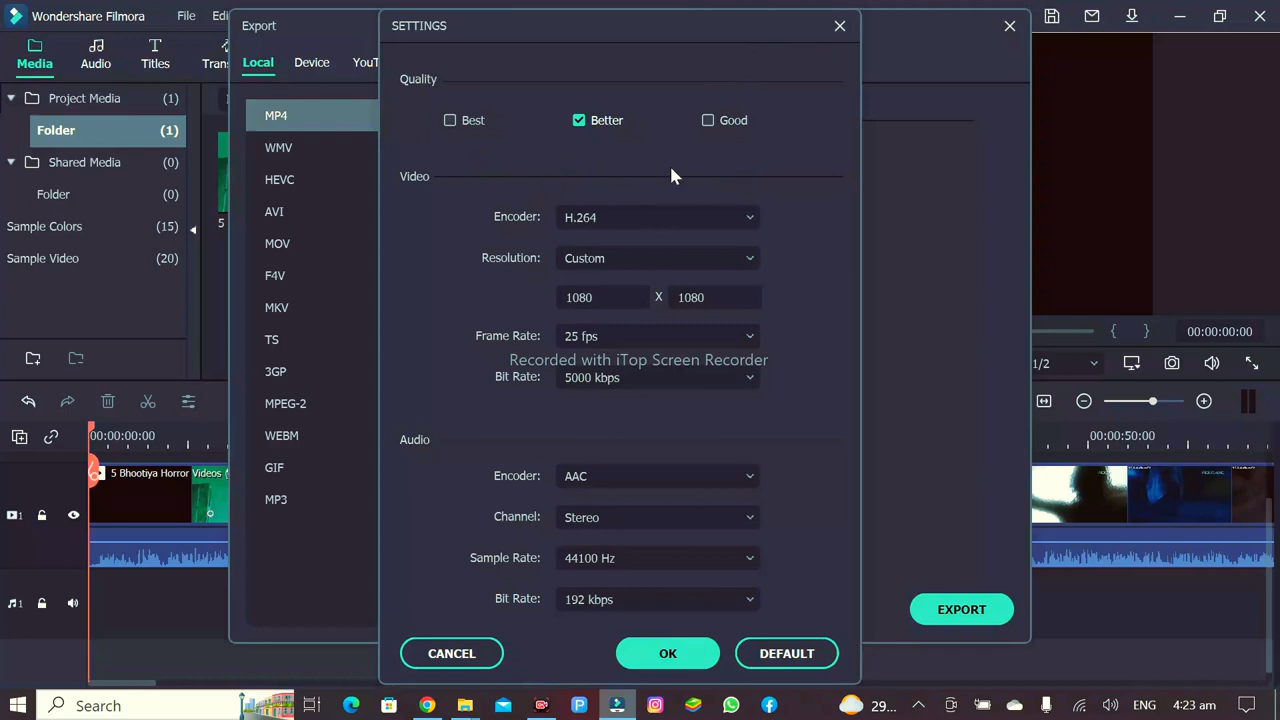 Wondershare Filmora
File
Media
Audio
Titles
Project Media (1)
Folder (1)
Shared Media (0)
Folder (0)
Sample Colors (15)
Sample Video (20)
5
Export
Local
Device
MP4
WMV
HEVC
AVI
MOV
F4V
MKV
TS
3GP
MPEG-2
WEBM
GIF
MP3
SETTINGS
Quality
Best
Better
Good
Video
Encoder: H.264
Resolution: Custom
1080 X 1080
Frame Rate: 25 fps
Recorded with iTop Screen Recorder
Bit Rate: 5000 kbps
Audio
Encoder: AAC
Channel: Stereo
Sample Rate: 44100 Hz
Bit Rate: 192 kbps
CANCEL
OK
DEFAULT
EXPORT
00:00:00:00
1/2
00:00:00:00
00:00:50:00
5 Bhootiya Horror Videos
1
1
Search
29...
ENG
4:23 am